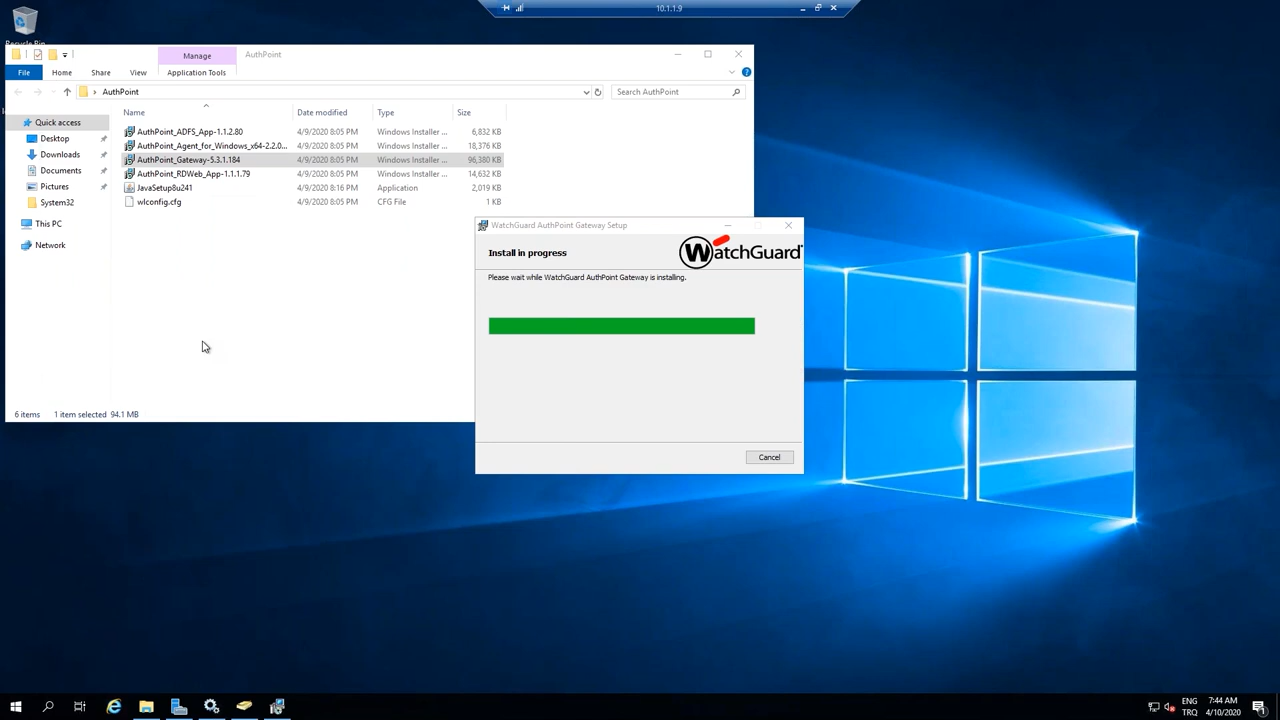 10.1.1.9
Recycle Bin
Manage
AuthPoint
File
Home
Share
View
Application Tools
AuthPoint
Search AuthPoint
Name
Date modified
Type
Size
Quick access
Desktop
Downloads
Documents
Pictures
System32
This PC
Network
AuthPoint_ADFS_App-1.1.2.80 4/9/2020 8:05 PM Windows Installer ... 6,832 KB
AuthPoint_Agent_for_Windows_x64-2.2.0... 4/9/2020 8:05 PM Windows Installer ... 18,376 KB
AuthPoint_Gateway-5.3.1.184 4/9/2020 8:05 PM Windows Installer ... 96,380 KB
AuthPoint_RDWeb_App-1.1.1.79 4/9/2020 8:05 PM Windows Installer ... 14,632 KB
JavaSetup8u241 4/9/2020 8:16 PM Application 2,019 KB
wlconfig.cfg 4/9/2020 8:05 PM CFG File 1 KB
6 items 1 item selected 94.1 MB
WatchGuard AuthPoint Gateway Setup
Install in progress
WatchGuard
Please wait while WatchGuard AuthPoint Gateway is installing.
Cancel
ENG
TRQ
7:44 AM
4/10/2020
1